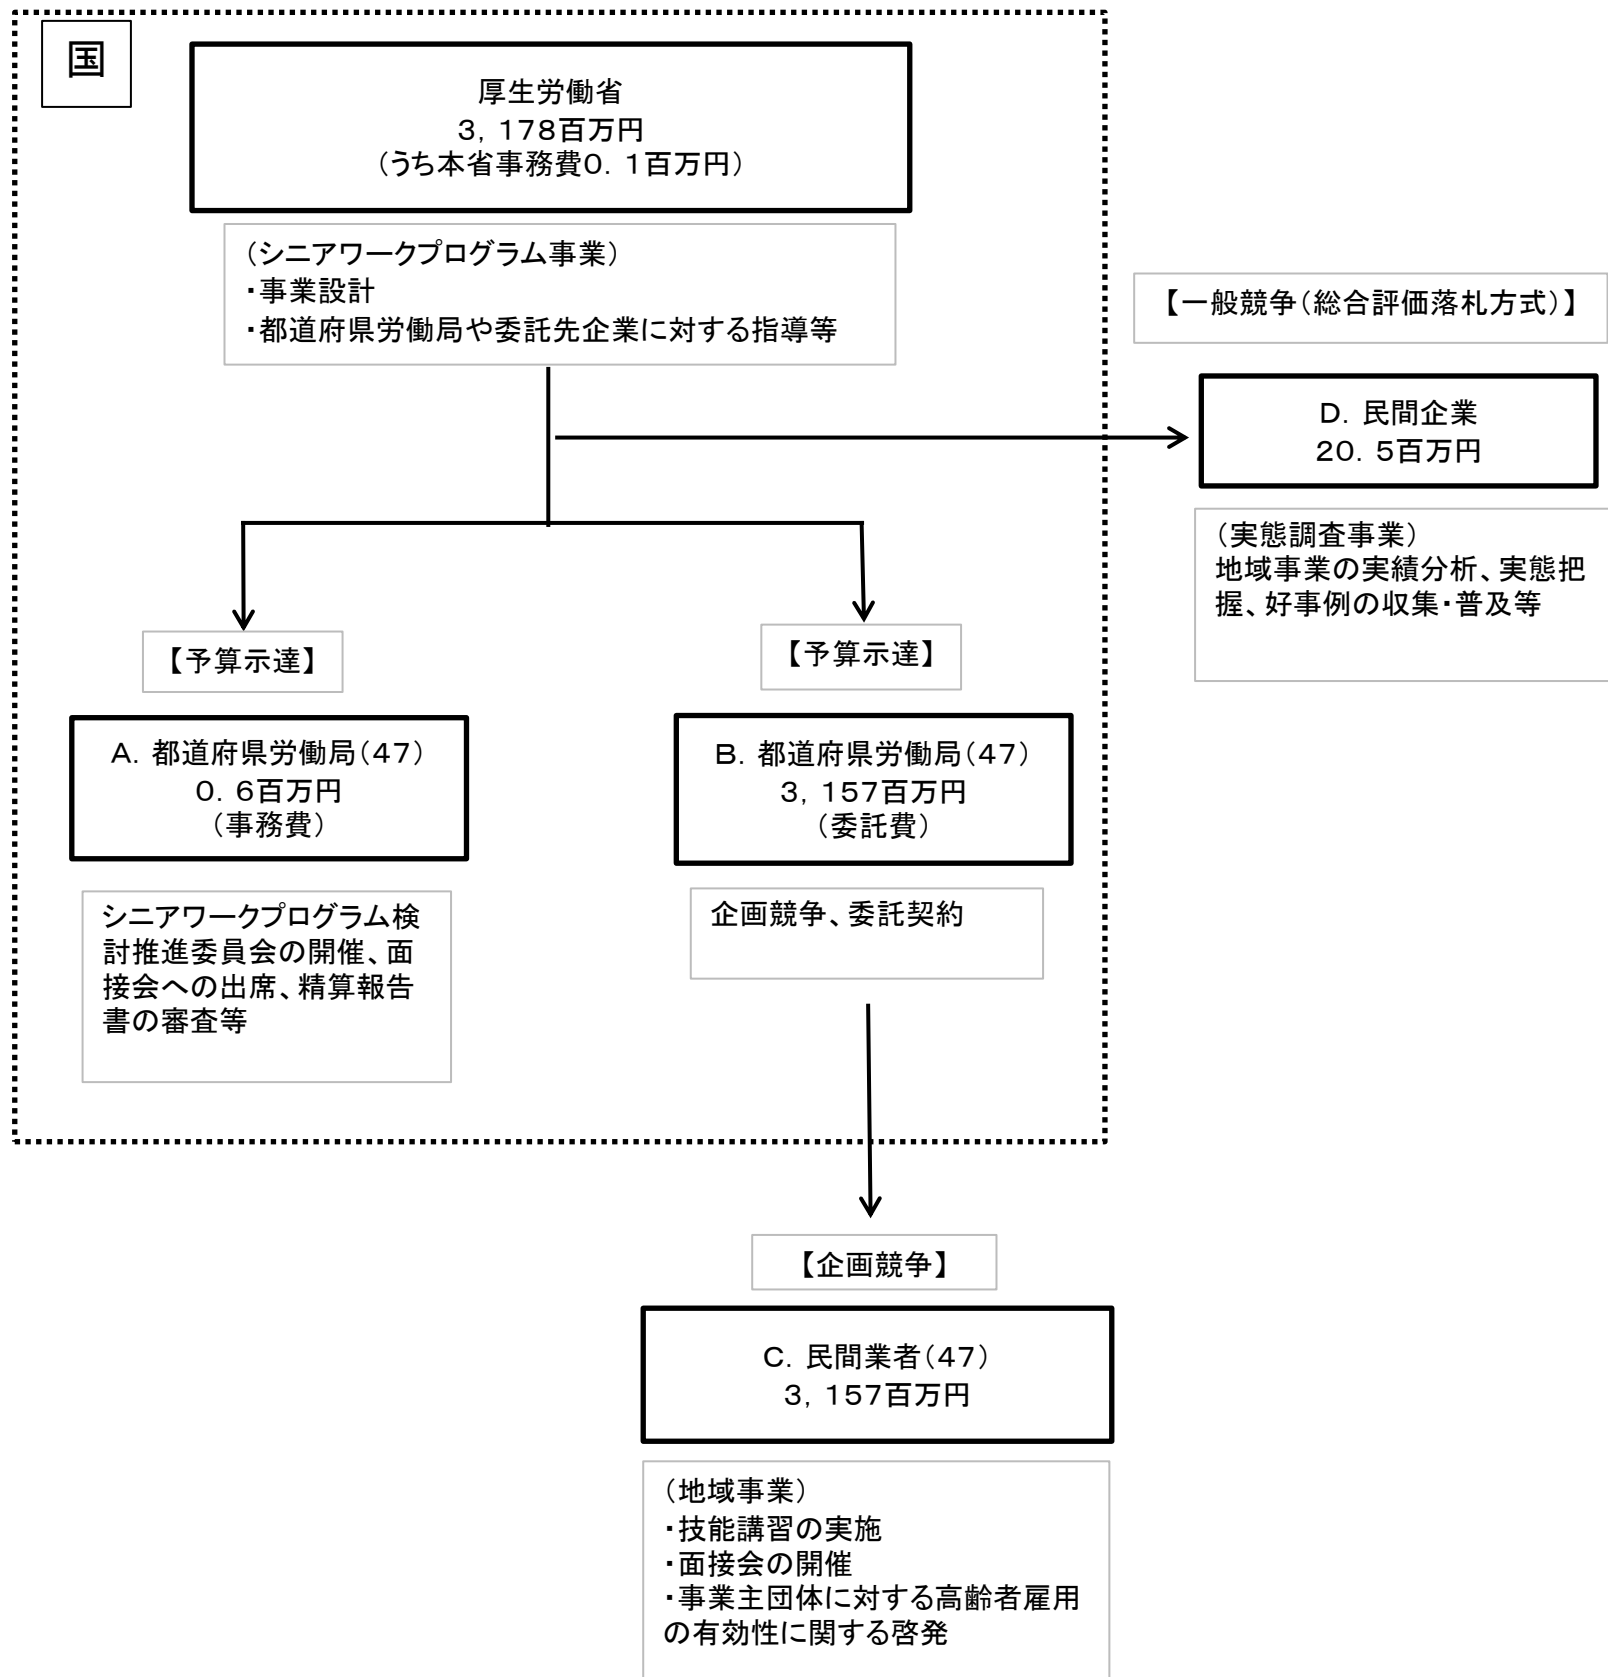 国
厚生労働省
3，178百万円
（うち本省事務費0．1百万円）
（シニアワークプログラム事業）
・事業設計
・都道府県労働局や委託先企業に対する指導等
【一般競争（総合評価落札方式）】
D．民間企業
20．5百万円
（実態調査事業）
地域事業の実績分析、実態把
握、好事例の収集・普及等
【予算示達】
【予算示達】
A．都道府県労働局（47）
0．6百万円
（事務費）
B．都道府県労働局（47）
3，157百万円
（委託費）
シニアワークプログラム検
討推進委員会の開催、面
接会への出席、精算報告
書の審査等
企画競争、委託契約
【企画競争】
C．民間業者（47）
3，157百万円
（地域事業）
・技能講習の実施
・面接会の開催
・事業主団体に対する高齢者雇用
の有効性に関する啓発